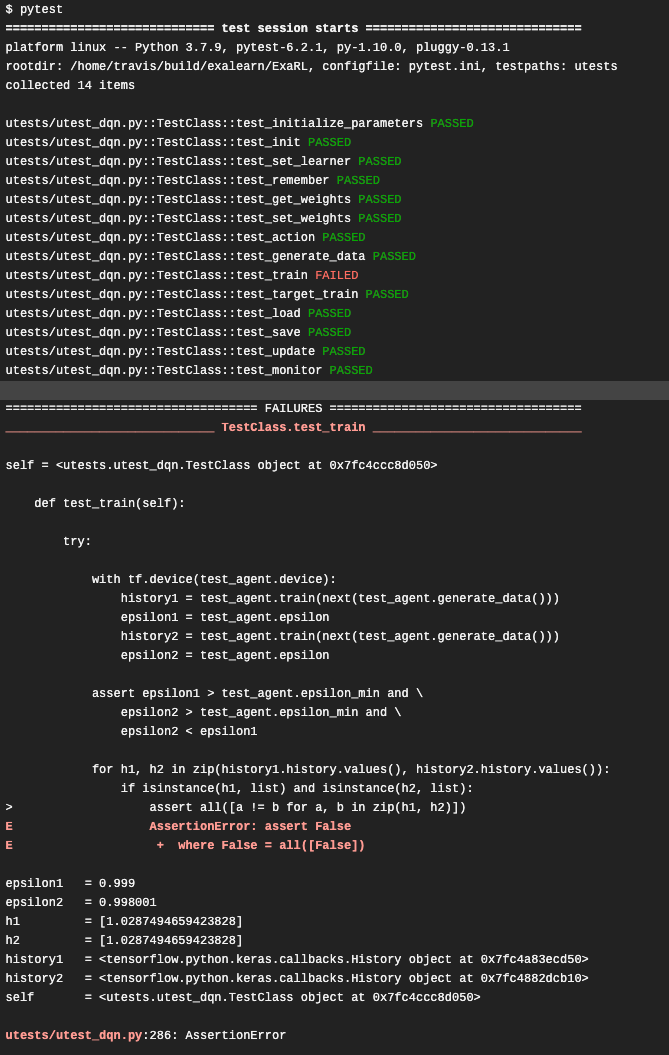 $ pytest
============================= test session starts ==============================
platform linux -- Python 3.7.9, pytest-6.2.1, py-1.10.0, pluggy-0.13.1
rootdir: /home/travis/build/exalearn/ExaRL, configfile: pytest.ini, testpaths: utests
collected 14 items
utests/utest_dqn.py::TestClass::test_initialize_parameters PASSED
utests/utest_dqn.py::TestClass::test_init PASSED
utests/utest_dqn.py::TestClass::test_set_learner PASSED
utests/utest_dqn.py::TestClass::test_remember PASSED
utests/utest_dqn.py::TestClass::test_get_weights PASSED
utests/utest_dqn.py::TestClass::test_set_weights PASSED
utests/utest_dqn.py::TestClass::test_action PASSED
utests/utest_dqn.py::TestClass::test_generate_data PASSED
utests/utest_dqn.py::TestClass::test_train FAILED
utests/utest_dqn.py::TestClass::test_target_train PASSED
utests/utest_dqn.py::TestClass::test_load PASSED
utests/utest_dqn.py::TestClass::test_save PASSED
utests/utest_dqn.py::TestClass::test_update PASSED
utests/utest_dqn.py::TestClass::test_monitor PASSED
=================================== FAILURES ===================================
_____________________________ TestClass.test_train _____________________________
self = <utests.utest_dqn.TestClass object at 0x7fc4ccc8d050>
    def test_train(self):
        try:
            with tf.device(test_agent.device):
                history1 = test_agent.train(next(test_agent.generate_data()))
                epsilon1 = test_agent.epsilon
                history2 = test_agent.train(next(test_agent.generate_data()))
                epsilon2 = test_agent.epsilon
            assert epsilon1 > test_agent.epsilon_min and \
                epsilon2 > test_agent.epsilon_min and \
                epsilon2 < epsilon1
            for h1, h2 in zip(history1.history.values(), history2.history.values()):
                if isinstance(h1, list) and isinstance(h2, list):
>                   assert all([a != b for a, b in zip(h1, h2)])
E                   AssertionError: assert False
E                    +  where False = all([False])
epsilon1   = 0.999
epsilon2   = 0.998001
h1         = [1.0287494659423828]
h2         = [1.0287494659423828]
history1   = <tensorflow.python.keras.callbacks.History object at 0x7fc4a83ecd50>
history2   = <tensorflow.python.keras.callbacks.History object at 0x7fc4882dcb10>
self       = <utests.utest_dqn.TestClass object at 0x7fc4ccc8d050>
utests/utest_dqn.py:286: AssertionError